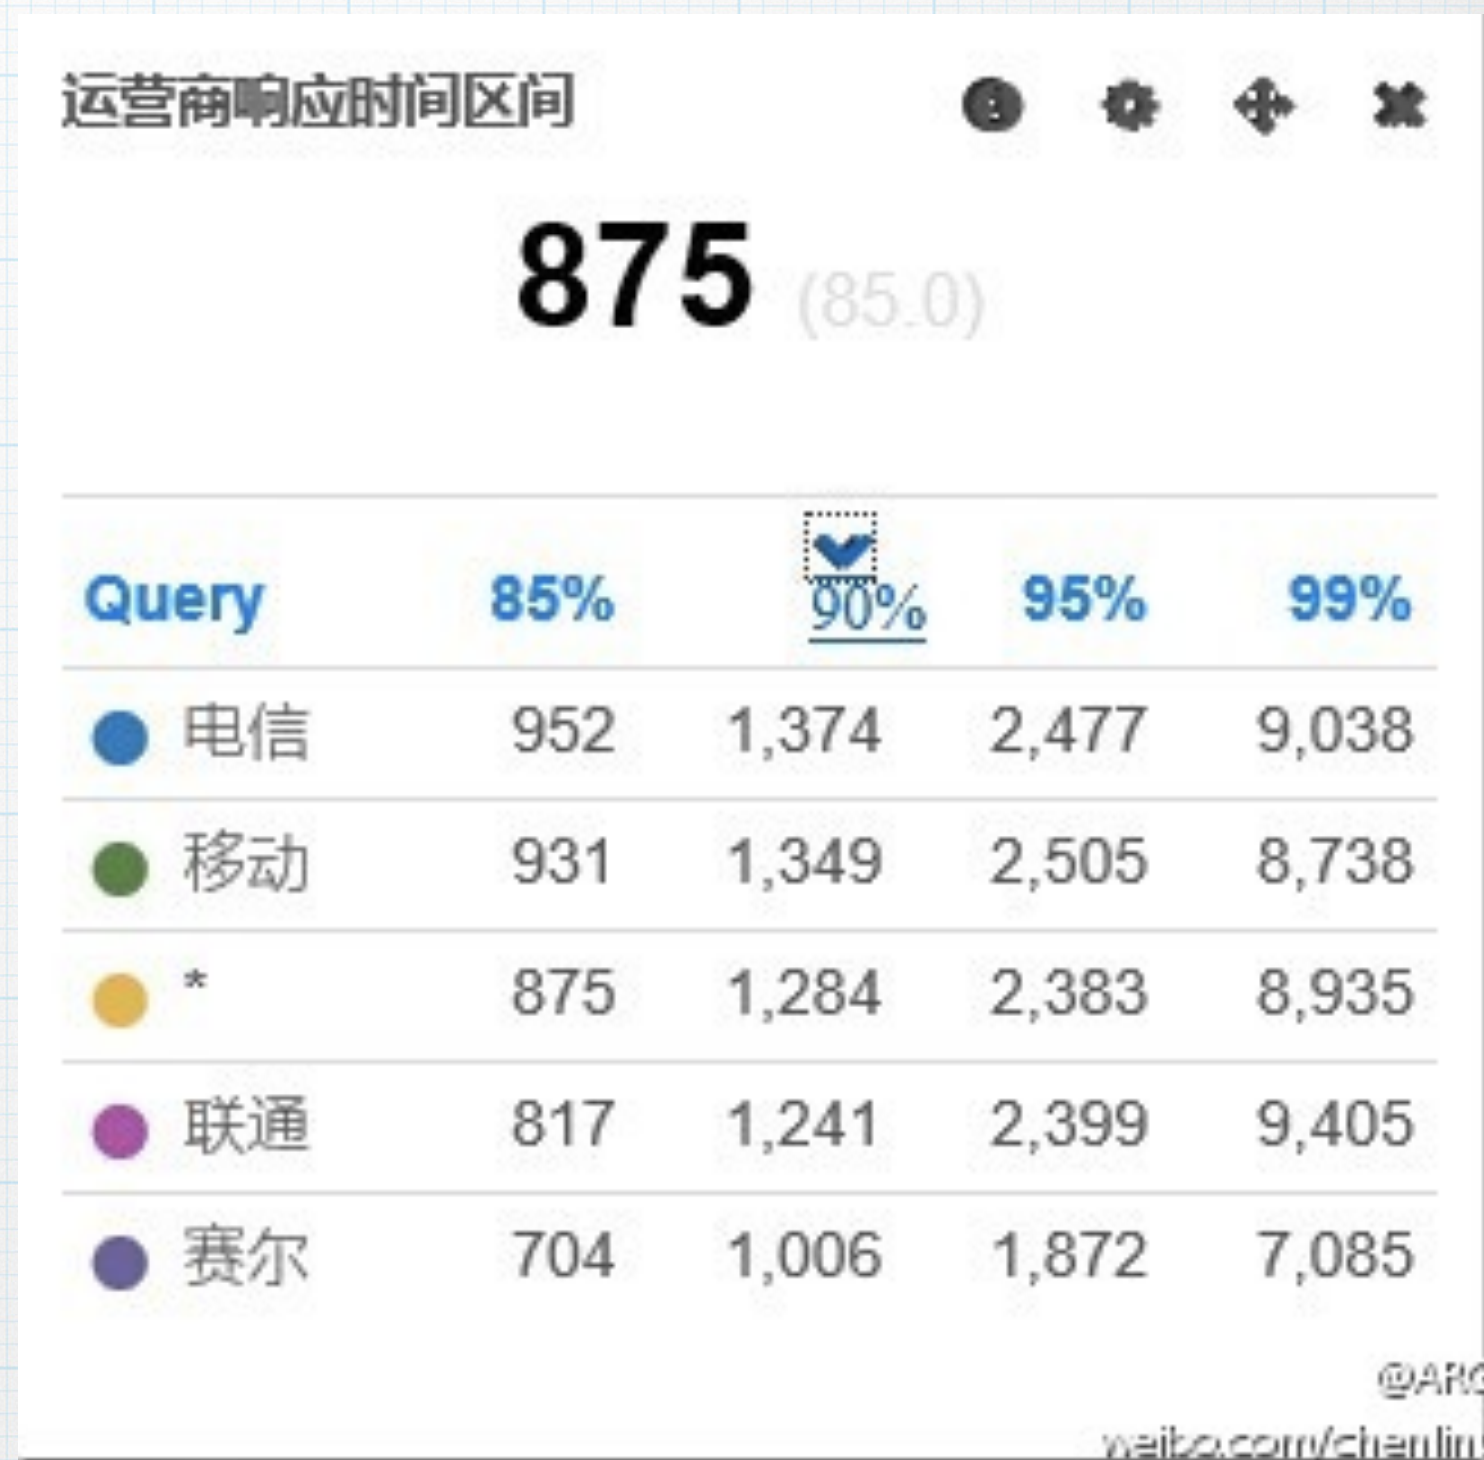 运营商响应时间区间
875 (85.0)
Query 85% 90% 95% 99%
电信 952 1,374 2,477 9,038
移动 931 1,349 2,505 8,738
* 875 1,284 2,383 8,935
联通 817 1,241 2,399 9,405
赛尔 704 1,006 1,872 7,085
weibo.com/chenlin